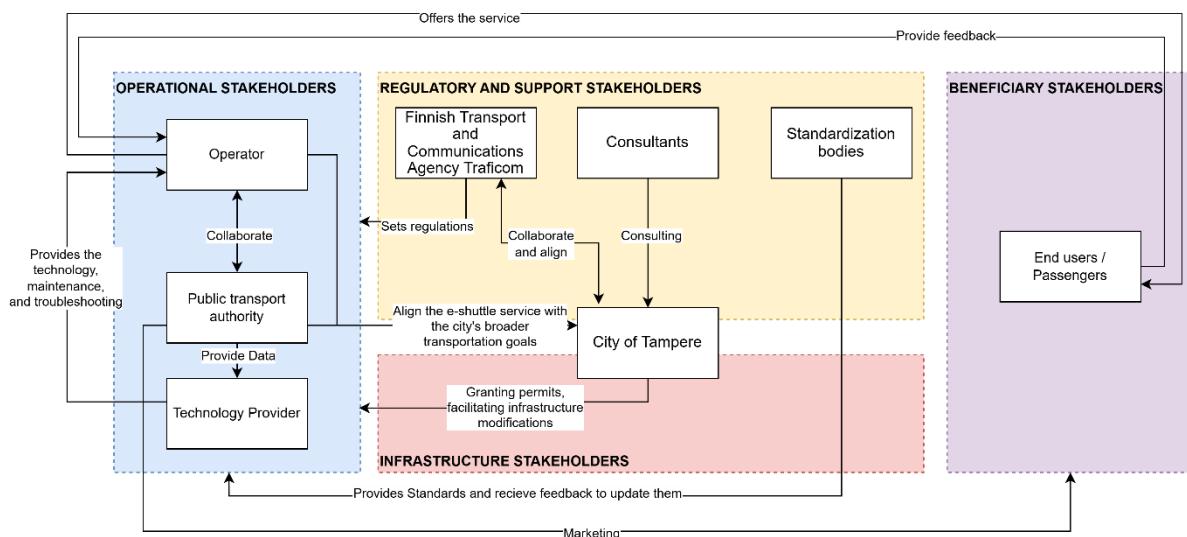 Offers the service
Provide feedback
OPERATIONAL STAKEHOLDERS
REGULATORY AND SUPPORT STAKEHOLDERS
BENEFICIARY STAKEHOLDERS
Operator
Finnish Transport
and
Communications
Agency Traficom
Consultants
Standardization
bodies
Sets regulations
Collaborate
Collaborate
and align
Consulting
Provides the
technology,
maintenance,
and troubleshooting
End users /
Passengers
Public transport
authority
Align the e-shuttle service with
the city's broader
transportation goals
City of Tampere
Provide Data
Technology Provider
Granting permits,
facilitating infrastructure
modifications
INFRASTRUCTURE STAKEHOLDERS
Provides Standards and recieve feedback to update them
Marketing